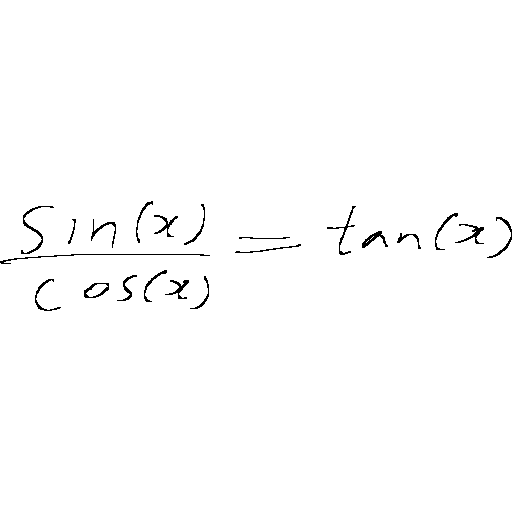 sin(x)/cos(x) = tan(x)